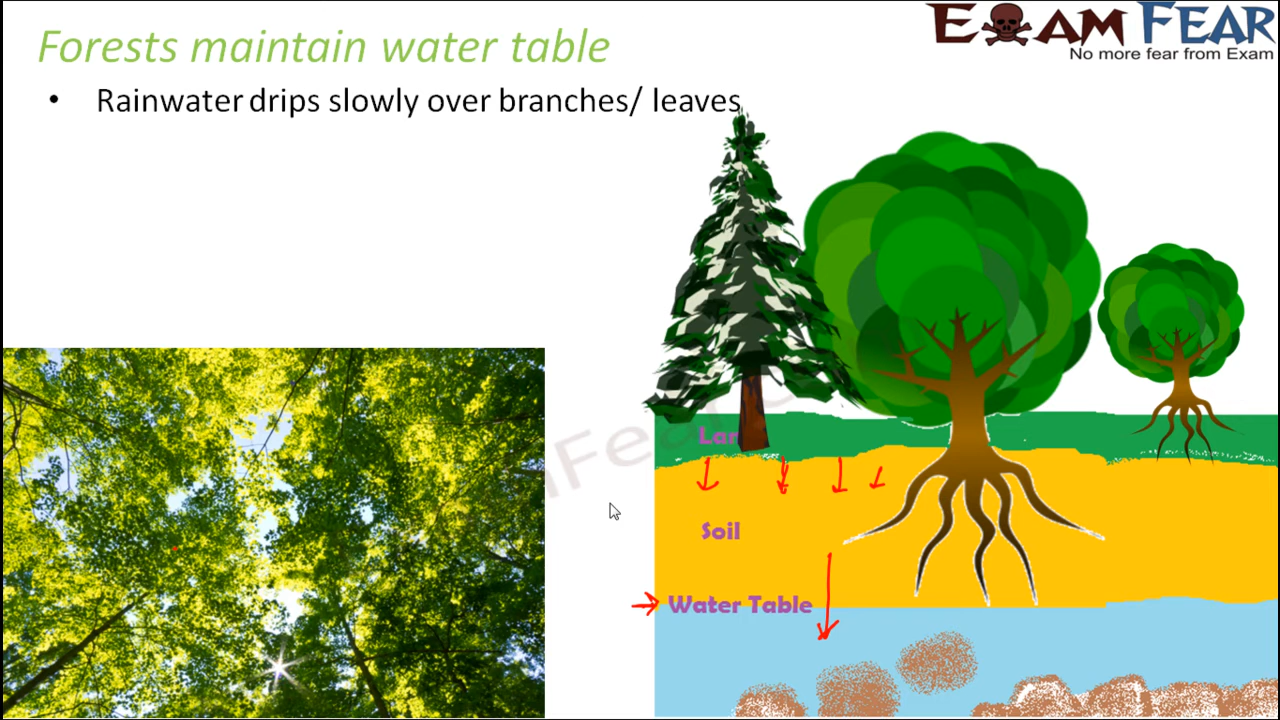 Forests maintain water table
EXAM FEAR
No more fear from Exam
• Rainwater drips slowly over branches/ leaves
Lan
Soil
Water Table